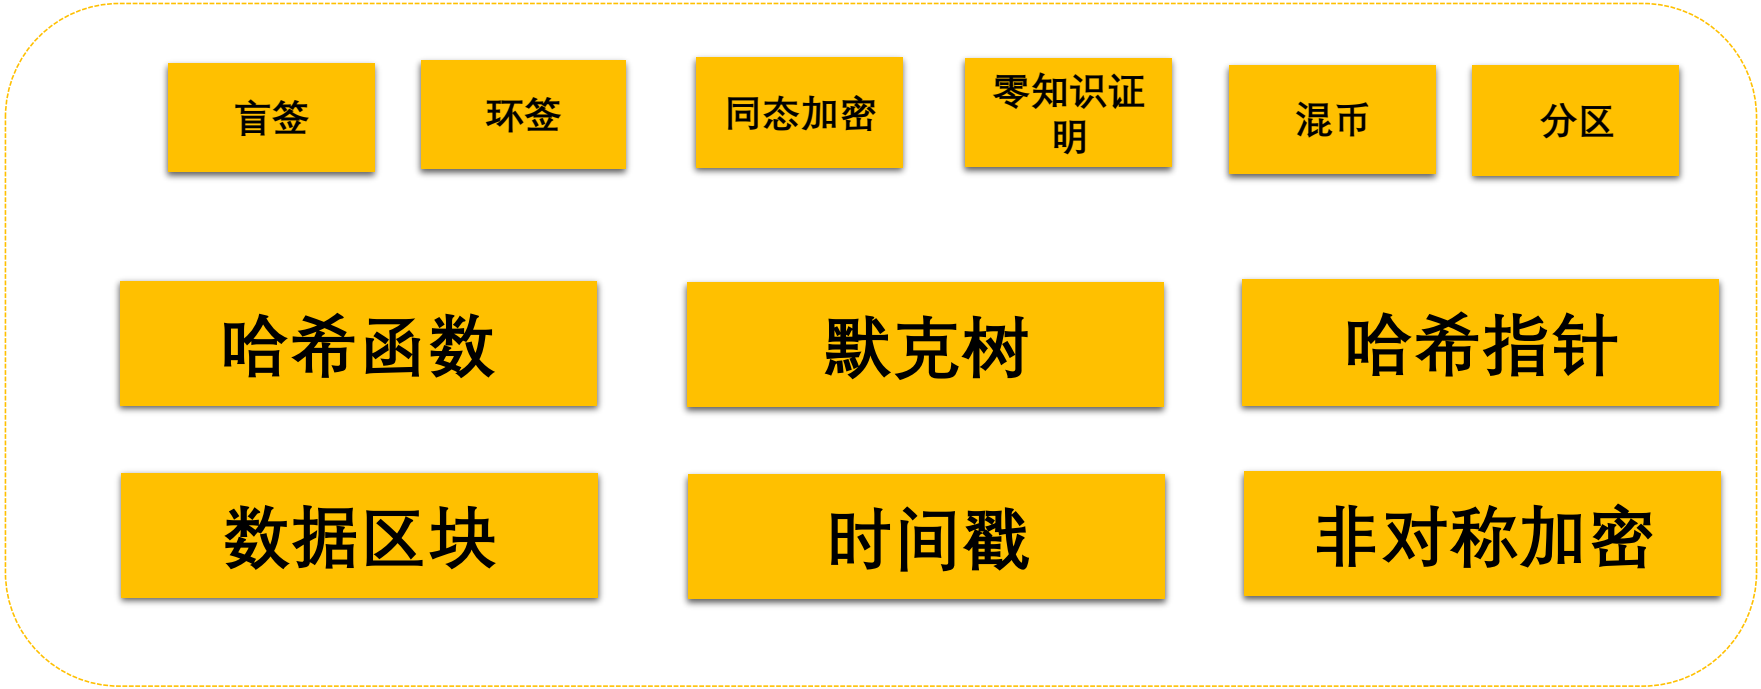 盲签
环签
同态加密
零知识证
明
混币
分区
哈希函数
默克树
哈希指针
数据区块
时间戳
非对称加密